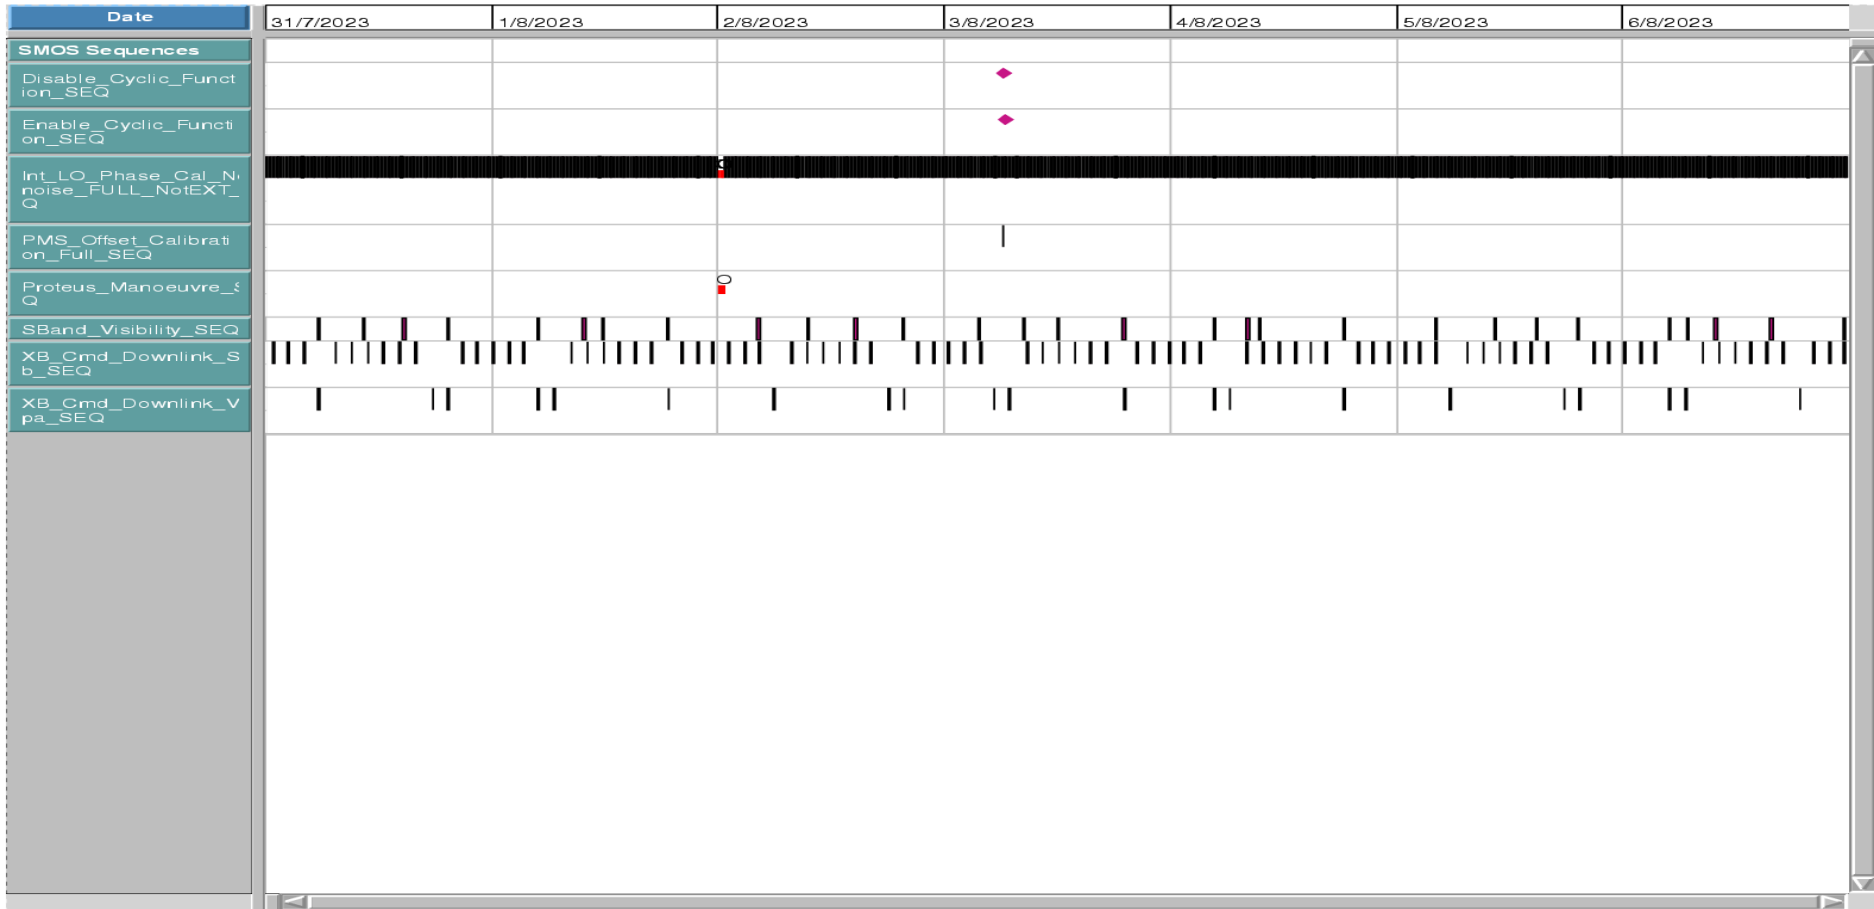 Date 31/7/2023 1/8/2023 2/8/2023 3/8/2023 4/8/2023 5/8/2023 6/8/2023
SMOS Sequences
Disable_Cyclic_Funct
ion_SEQ
Enable_Cyclic_Functi
on_SEQ
Int_LO_Phase_Cal_N
noise_FULL_NotEXT_
Q
PMS_Offset_Calibrati
on_Full_SEQ
O
Proteus_Manoeuvre_S
Q
SBand_Visibility_SEQ
XB_Cmd_Downlink_S
b_SEQ
XB_Cmd_Downlink_V
pa_SEQ